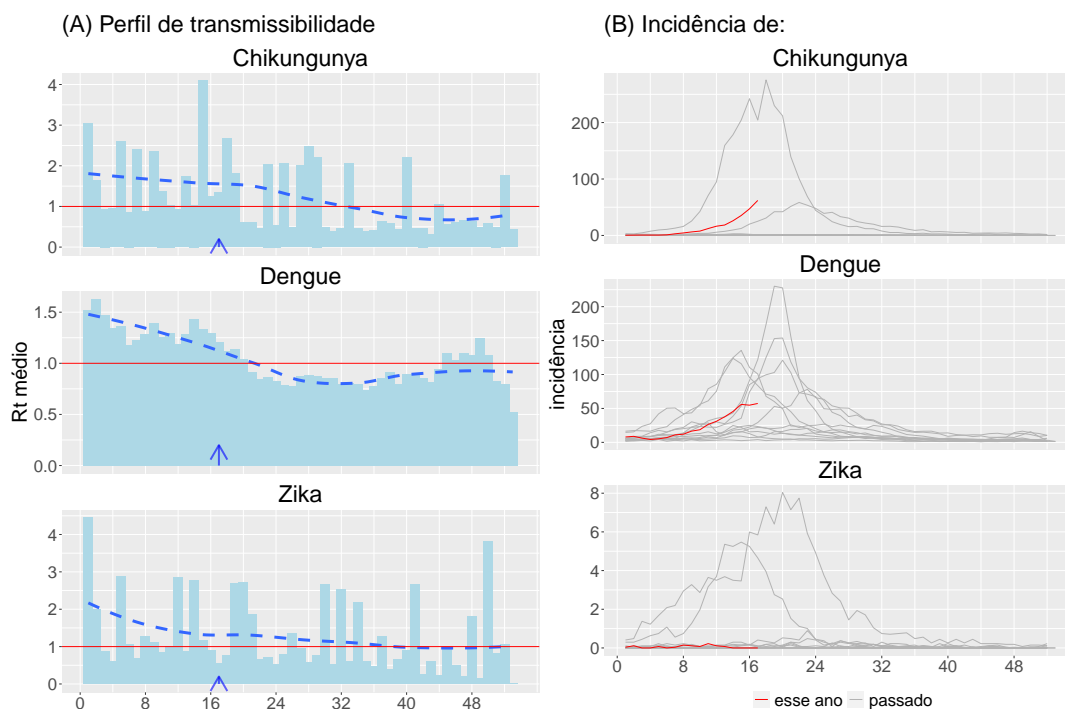 (A) Perfil de transmissibilidade
Chikungunya
4
3
2
1
0
Dengue
1.5
1.0
0.5
0.0
Rt médio
Zika
4
3
2
1
0
0 8 16 24 32 40 48
(B) Incidência de:
Chikungunya
200
100
0
Dengue
200
150
100
50
0
incidência
Zika
8
6
4
2
0
0 8 16 24 32 40 48
esse ano passado